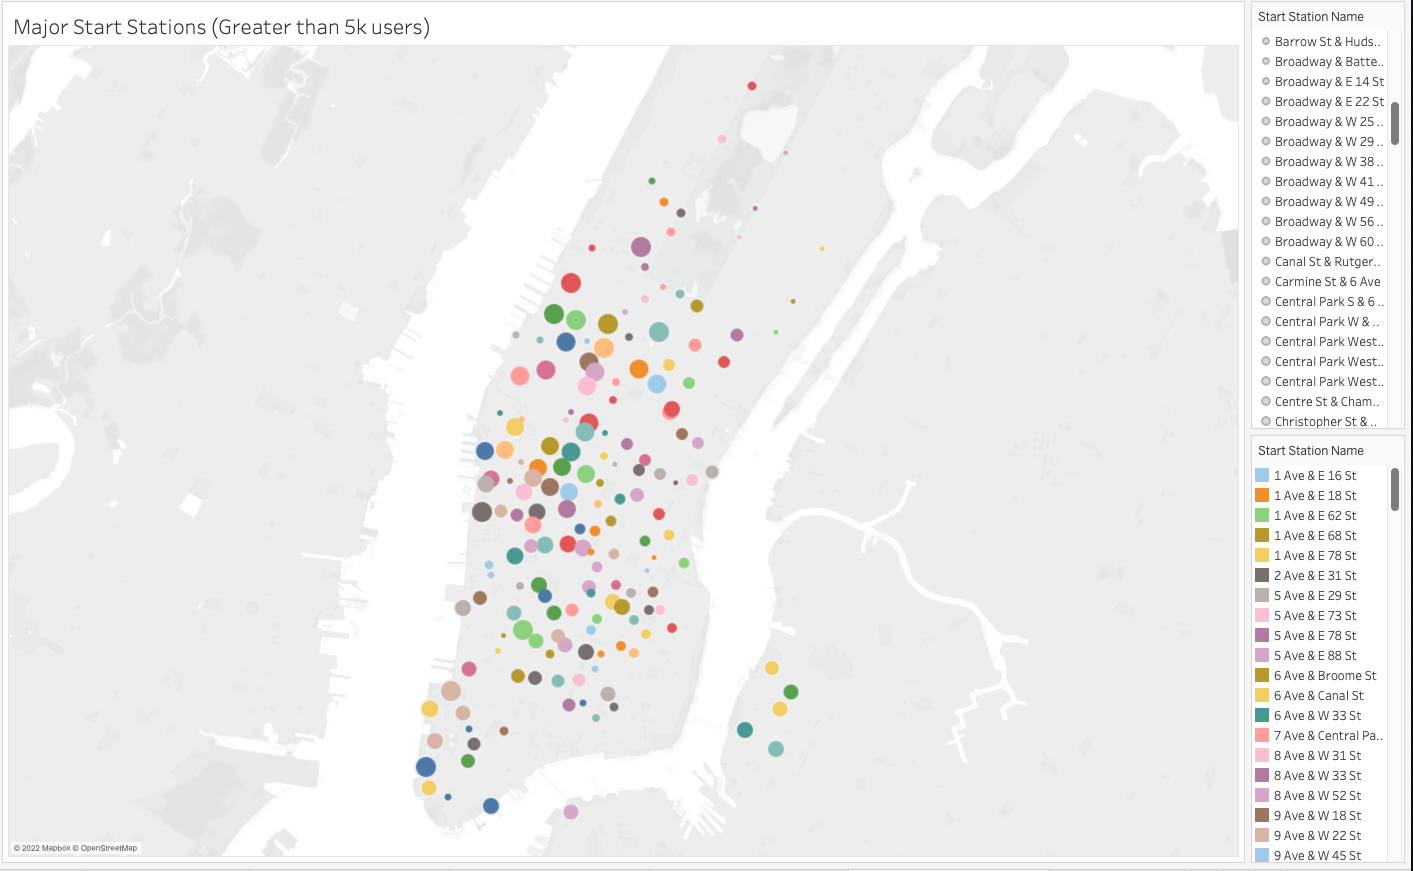 Major Start Stations (Greater than 5k users)
© 2022 Mapbox © OpenStreetMap
Start Station Name
Barrow St & Huds..
Broadway & Batte..
Broadway & E 14 St
Broadway & E 22 St
Broadway & W 25 ..
Broadway & W 29 ..
Broadway & W 38 ..
Broadway & W 41 ..
Broadway & W 49 ..
Broadway & W 56 ..
Broadway & W 60 ..
Canal St & Rutger..
Carmine St & 6 Ave
Central Park S & 6 ..
Central Park W & ..
Central Park West..
Central Park West..
Central Park West..
Centre St & Cham..
Christopher St & ..
Start Station Name
1 Ave & E 16 St
1 Ave & E 18 St
1 Ave & E 62 St
1 Ave & E 68 St
1 Ave & E 78 St
2 Ave & E 31 St
5 Ave & E 29 St
5 Ave & E 73 St
5 Ave & E 78 St
5 Ave & E 88 St
6 Ave & Broome St
6 Ave & Canal St
6 Ave & W 33 St
7 Ave & Central Pa..
8 Ave & W 31 St
8 Ave & W 33 St
8 Ave & W 52 St
9 Ave & W 18 St
9 Ave & W 22 St
9 Ave & W 45 St